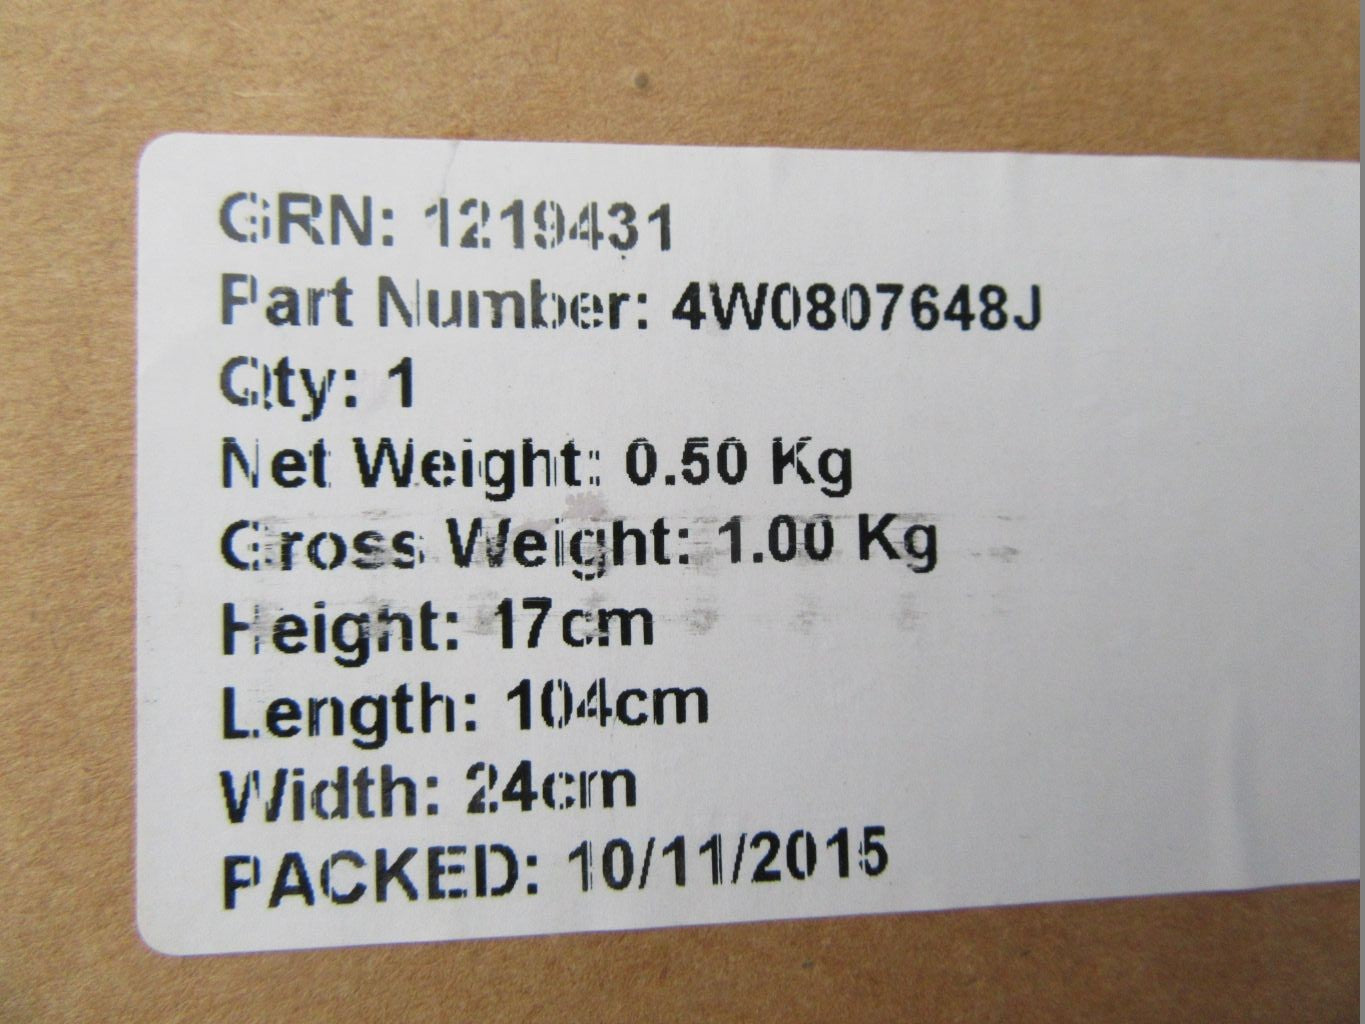 GRN: 1219431
Part Number: 4W0807648J
Qty: 1
Net Weight: 0.50 Kg
Gross Weight: 1.00 Kg
Height: 17cm
Length: 104cm
Width: 24cm
PACKED: 10/11/2015